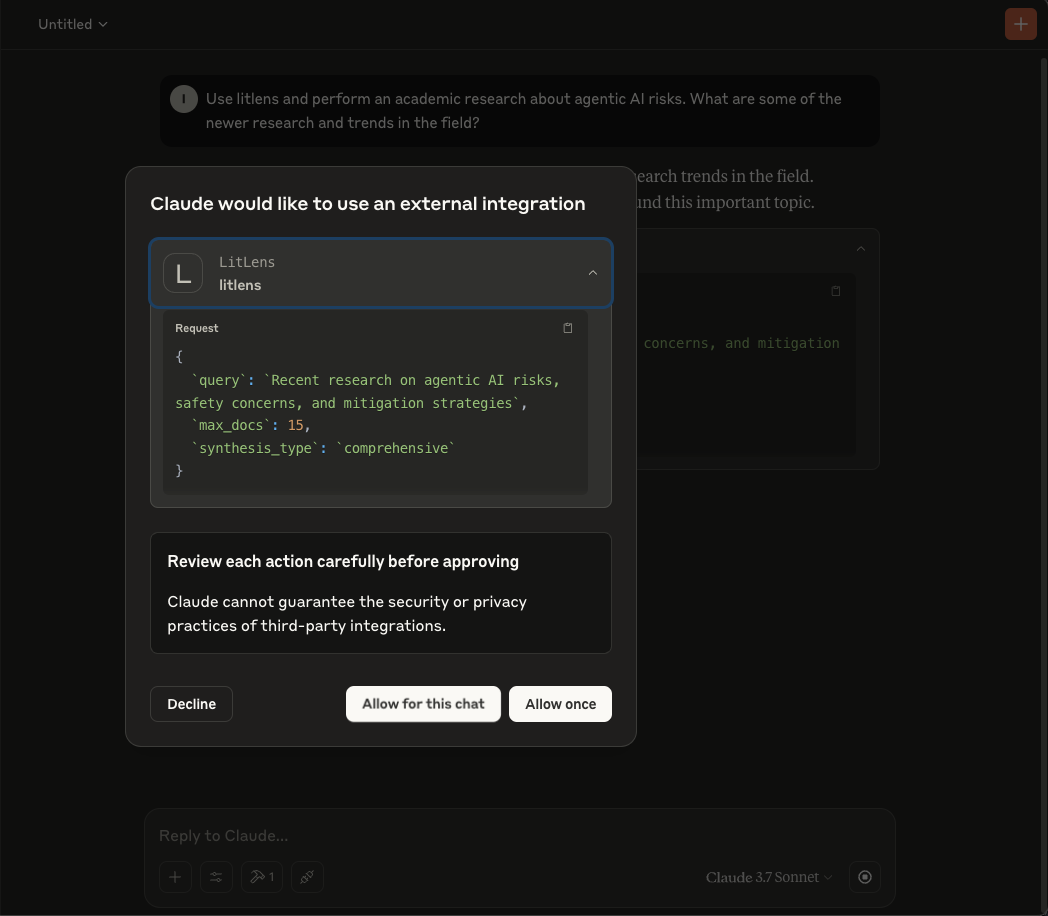 Untitled
I
Use litlens and perform an academic research about agentic AI risks. What are some of the
newer research and trends in the field?
earch trends in the field.
und this important topic.
Claude would like to use an external integration
L
LitLens
litlens
Request
{
`query`: `Recent research on agentic AI risks,
safety concerns, and mitigation strategies`,
`max_docs`: 15,
`synthesis_type`: `comprehensive`
}
concerns, and mitigation
Review each action carefully before approving
Claude cannot guarantee the security or privacy
practices of third-party integrations.
Decline
Allow for this chat
Allow once
Reply to Claude...
1
Claude 3.7 Sonnet